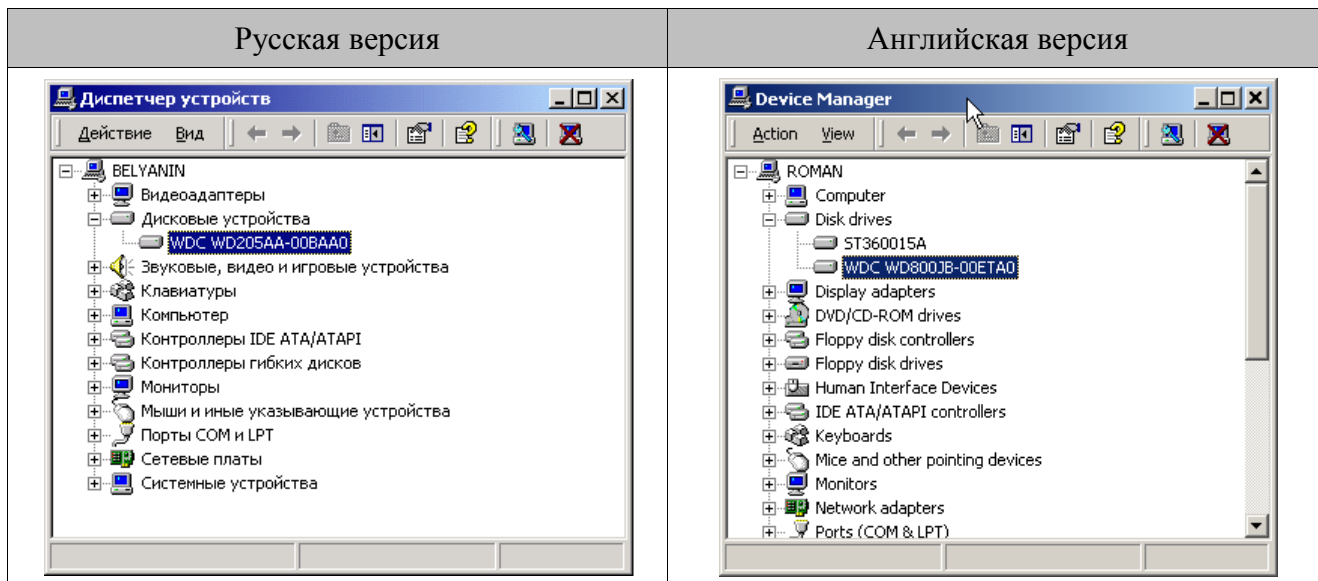 Русская версия
Английская версия
Диспетчер устройств
Действие Вид
BELYANIN
Видеоадаптеры
Дисковые устройства
WDC WD205AA-00BAA0
Звуковые, видео и игровые устройства
Клавиатуры
Компьютер
Контроллеры IDE ATA/ATAPI
Контроллеры гибких дисков
Мониторы
Мыши и иные указывающие устройства
Порты COM и LPT
Сетевые платы
Системные устройства
Device Manager
Action View
ROMAN
Computer
Disk drives
ST360015A
WDC WD800JB-00ETA0
Display adapters
DVD/CD-ROM drives
Floppy disk controllers
Floppy disk drives
Human Interface Devices
IDE ATA/ATAPI controllers
Keyboards
Mice and other pointing devices
Monitors
Network adapters
Ports (COM & LPT)